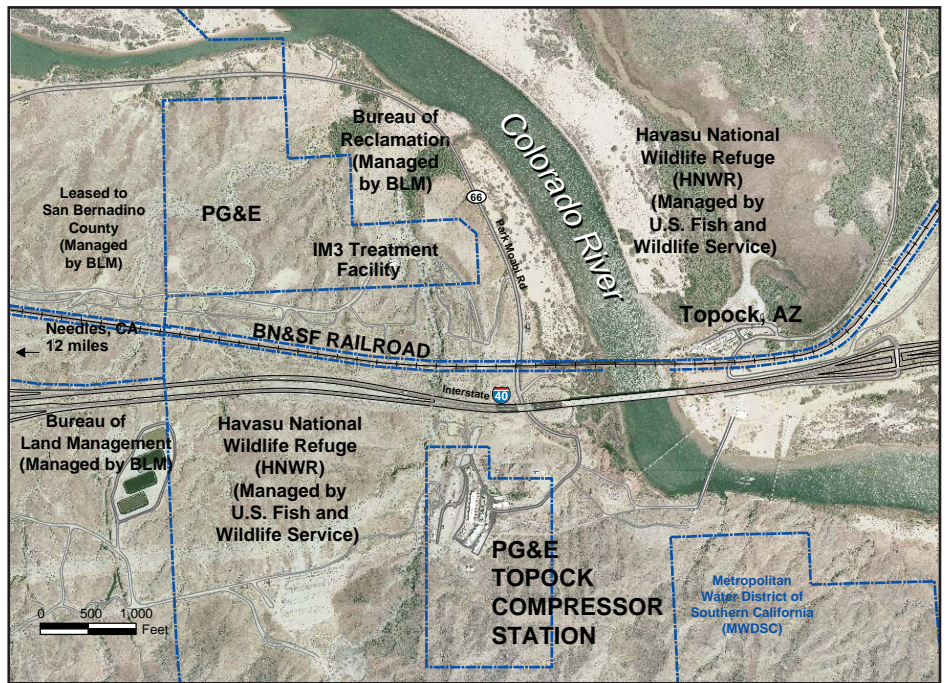 Bureau of
Reclamation
(Managed
by BLM)
Colorado River
Havasu National
Wildlife Refuge
(HNWR)
(Managed by
U.S. Fish and
Wildlife Service)
Leased to
San Bernadino
County
(Managed
by BLM)
PG&E
66
Park Moabi Rd
IM3 Treatment
Facility
Topock, AZ
Needles, CA
12 miles
BN&SF RAILROAD
Interstate 40
Bureau of
Land Management
(Managed by BLM)
Havasu National
Wildlife Refuge
(HNWR)
(Managed by
U.S. Fish and
Wildlife Service)
PG&E
TOPOCK
COMPRESSOR
STATION
Metropolitan
Water District of
Southern California
(MWDSC)
0 500 1,000
Feet